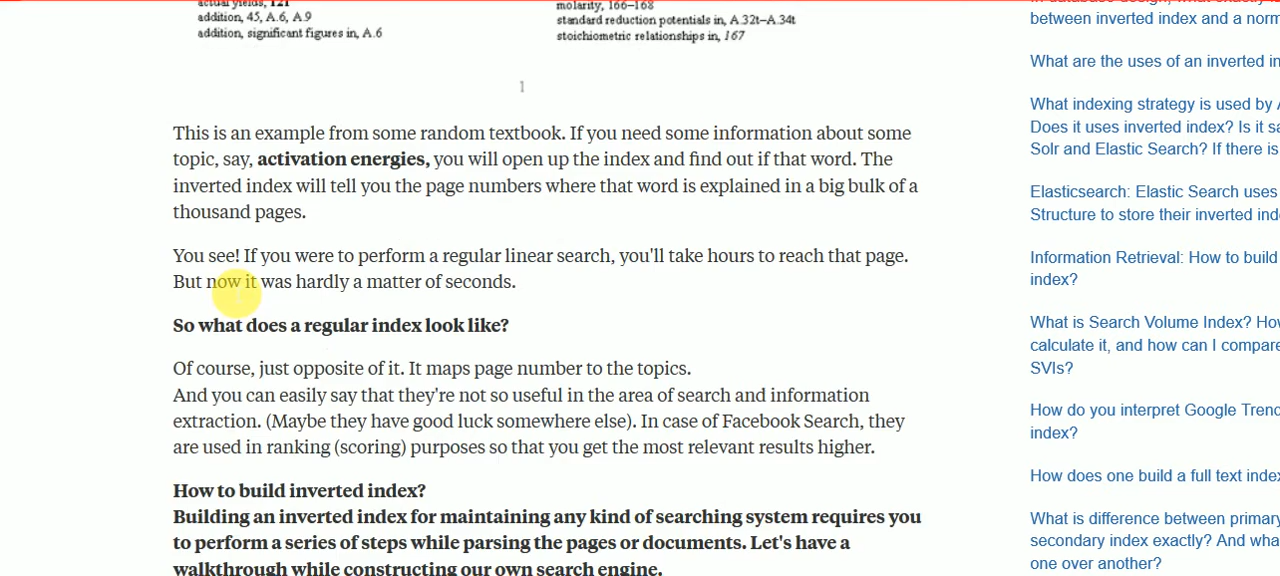 actual yields, 121
addition, 45, A.6, A.9
addition, significant figures in, A.6
molarity, 166–168
standard reduction potentials in, A.32t–A.34t
stoichiometric relationships in, 167
1
This is an example from some random textbook. If you need some information about some
topic, say, activation energies, you will open up the index and find out if that word. The
inverted index will tell you the page numbers where that word is explained in a big bulk of a
thousand pages.
You see! If you were to perform a regular linear search, you'll take hours to reach that page.
But now it was hardly a matter of seconds.
So what does a regular index look like?
Of course, just opposite of it. It maps page number to the topics.
And you can easily say that they're not so useful in the area of search and information
extraction. (Maybe they have good luck somewhere else). In case of Facebook Search, they
are used in ranking (scoring) purposes so that you get the most relevant results higher.
How to build inverted index?
Building an inverted index for maintaining any kind of searching system requires you
to perform a series of steps while parsing the pages or documents. Let's have a
walkthrough while constructing our own search engine.
between inverted index and a norm
What are the uses of an inverted in
What indexing strategy is used by A
Does it uses inverted index? Is it sa
Solr and Elastic Search? If there is
Elasticsearch: Elastic Search uses
Structure to store their inverted ind
Information Retrieval: How to build
index?
What is Search Volume Index? Ho
calculate it, and how can I compare
SVIs?
How do you interpret Google Trend
index?
How does one build a full text index
What is difference between primary
secondary index exactly? And wha
one over another?